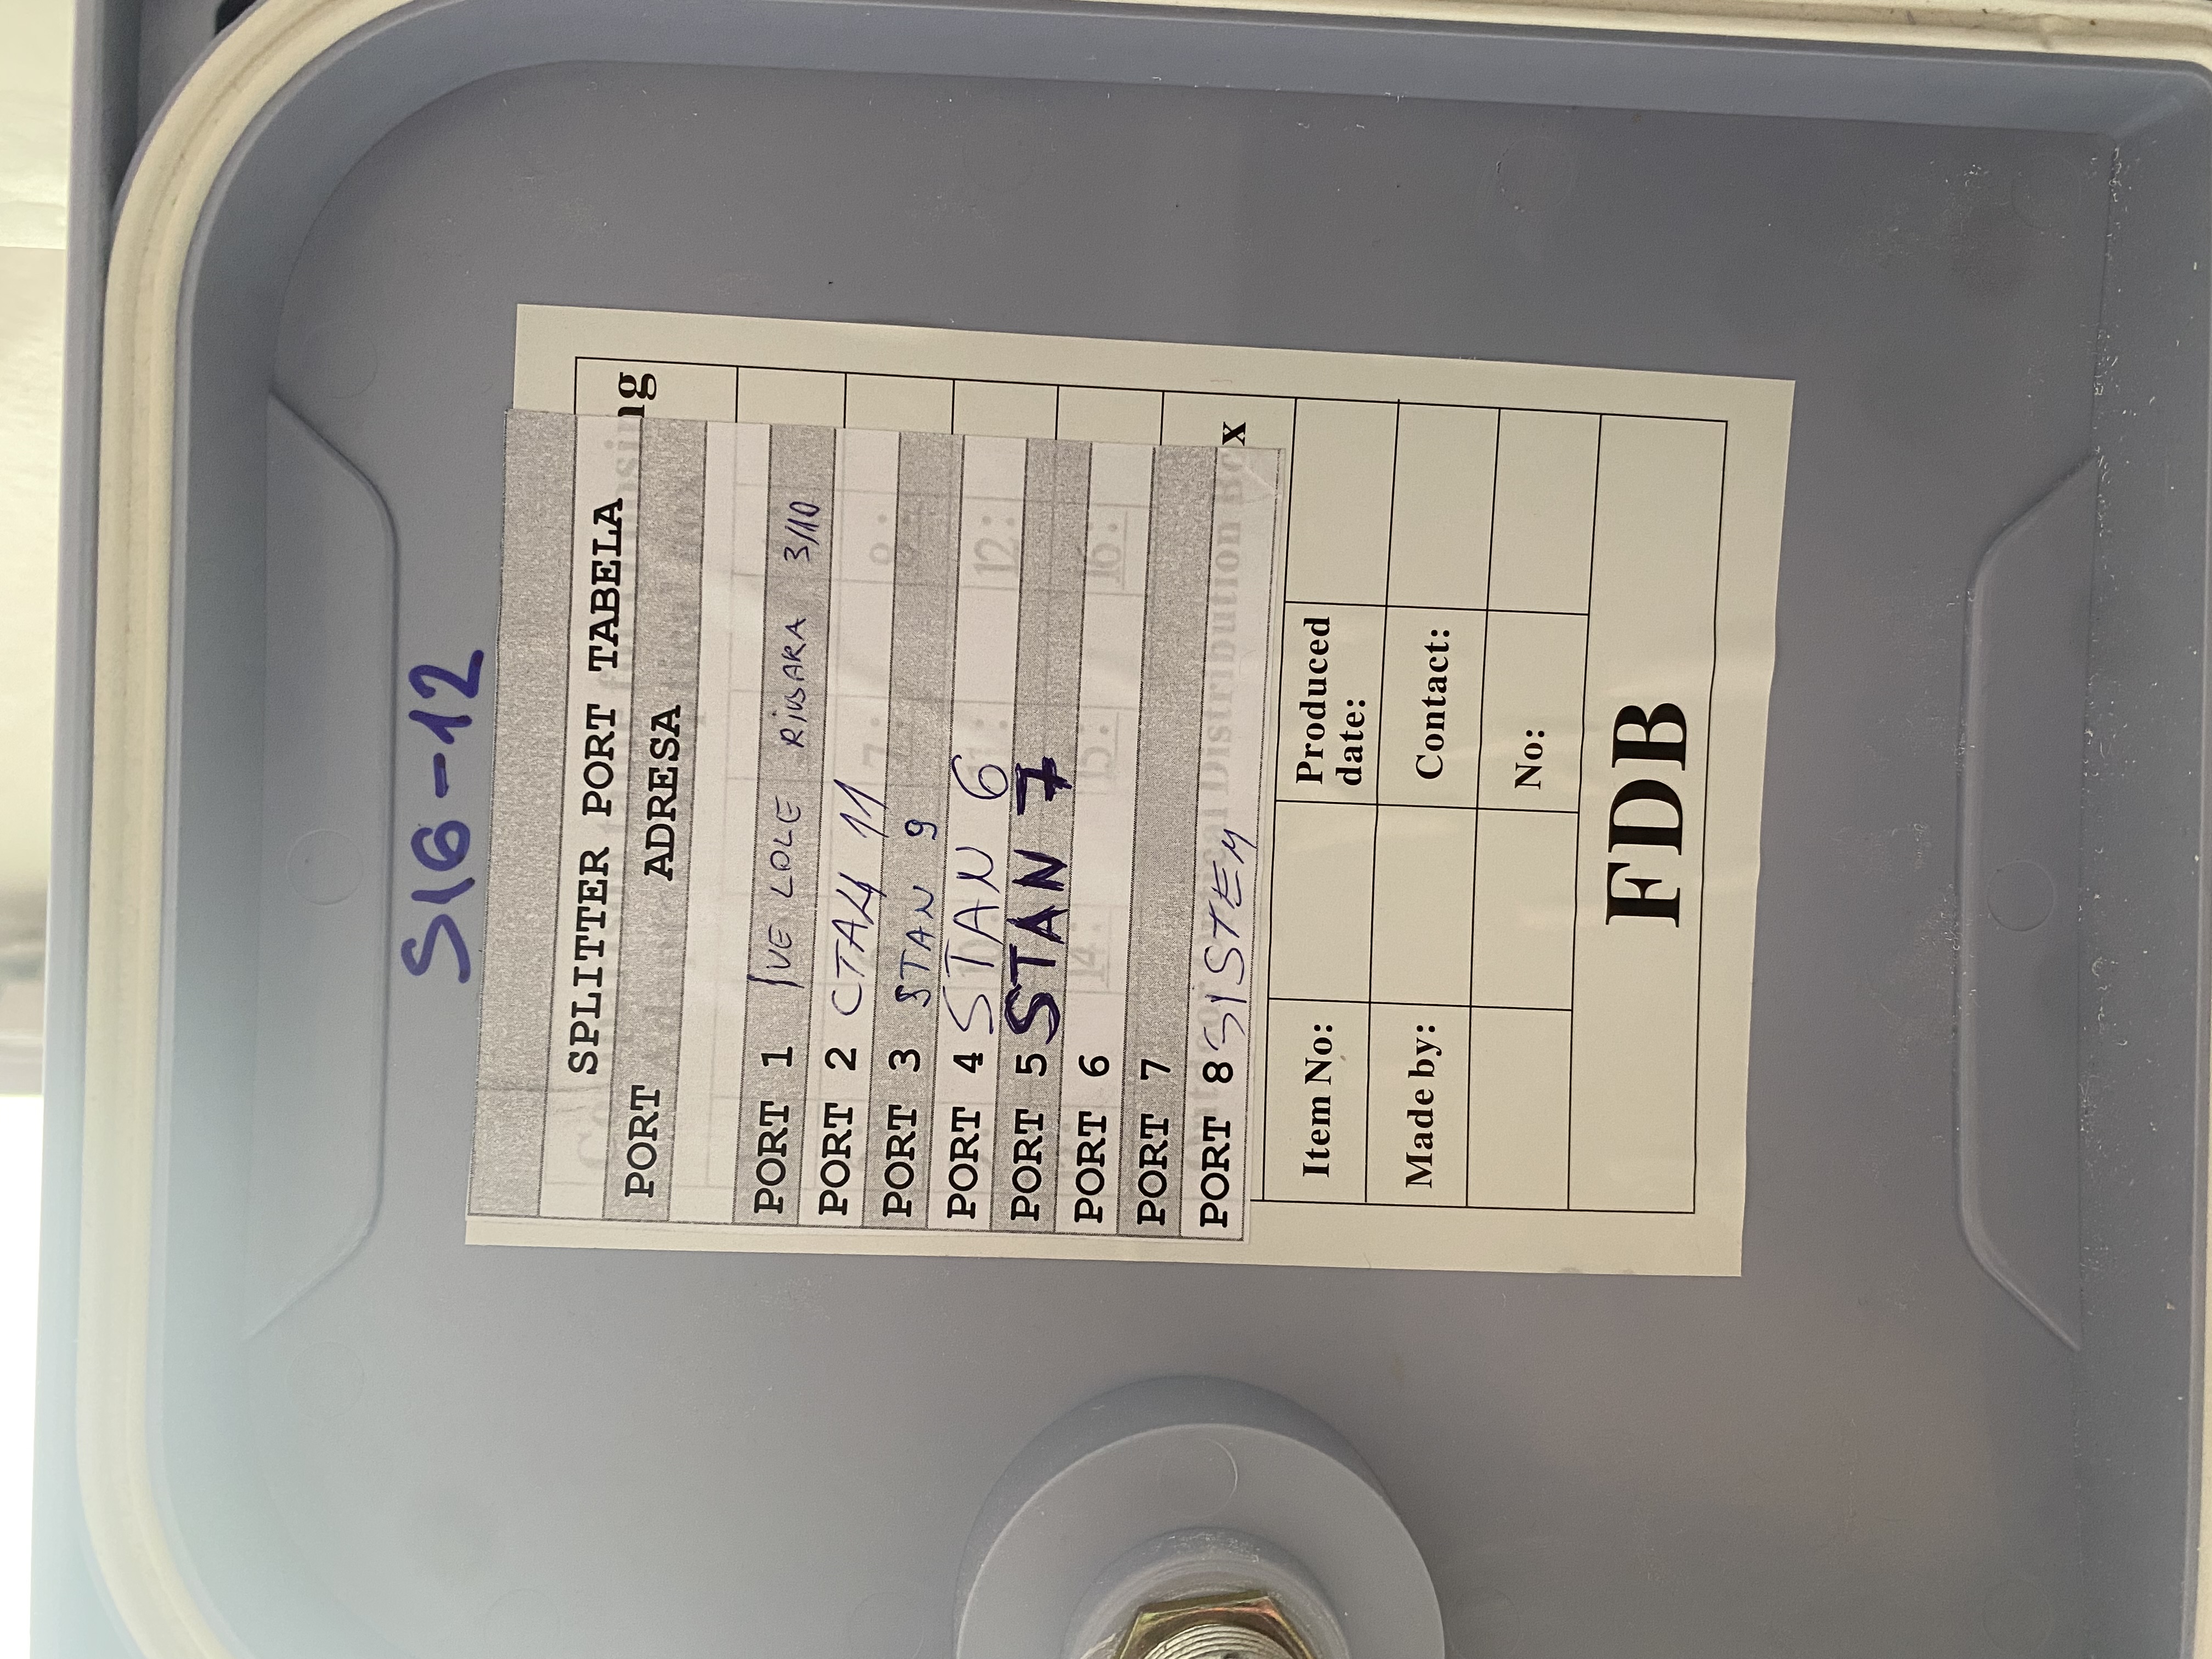 S16-12
SPLITTER PORT TABELA
PORT ADRESA
PORT 1 IVE LOLE RIBARA 3/10
PORT 2 СТАН 11
PORT 3 STAN 9
PORT 4 STAN 6
PORT 5 STAN 7
PORT 6
PORT 7
PORT 8 SISTEM
Item No: Produced date:
Made by: Contact:
No:
FDB